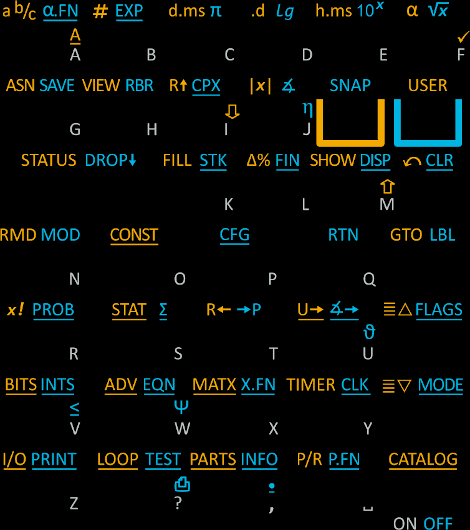 a b/c α.FN # EXP d.ms π .d lg h.ms 10ˣ α √x
A
A B C D E F ✓
ASN SAVE VIEW RBR R↑ CPX |x| ∡ SNAP USER
η
G H I J
STATUS DROP↓ FILL STK Δ% FIN SHOW DISP CLR
K L M
RMD MOD CONST CFG RTN GTO LBL
N O P Q
x! PROB STAT Σ R← →P U→ ∡→ ≡△ FLAGS
ϑ
R S T U
BITS INTS ADV EQN MATX X.FN TIMER CLK ≡▽ MODE
≤ Ψ
V W X Y
I/O PRINT LOOP TEST PARTS INFO P/R P.FN CATALOG
Z ? , ␣
ON OFF